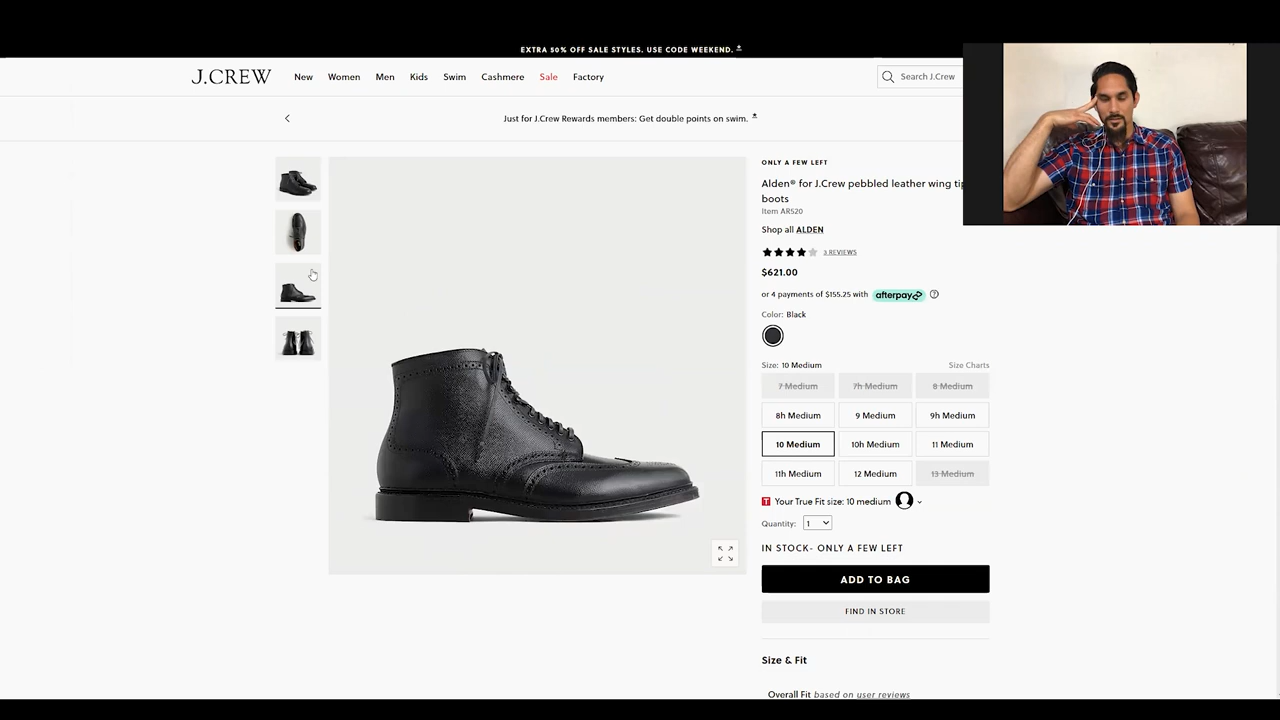 EXTRA 50% OFF SALE STYLES. USE CODE WEEKEND. +
J.CREW
New
Women
Men
Kids
Swim
Cashmere
Sale
Factory
Search J.Crew
Just for J.Crew Rewards members: Get double points on swim. +
ONLY A FEW LEFT
Alden® for J.Crew pebbled leather wing tip
boots
Item AR520
Shop all ALDEN
3 REVIEWS
$621.00
or 4 payments of $155.25 with afterpay ?
Color: Black
Size: 10 Medium
Size Charts
7 Medium
7h Medium
8 Medium
8h Medium
9 Medium
9h Medium
10 Medium
10h Medium
11 Medium
11h Medium
12 Medium
13 Medium
T Your True Fit size: 10 medium
Quantity: 1
IN STOCK- ONLY A FEW LEFT
ADD TO BAG
FIND IN STORE
Size & Fit
Overall Fit based on user reviews